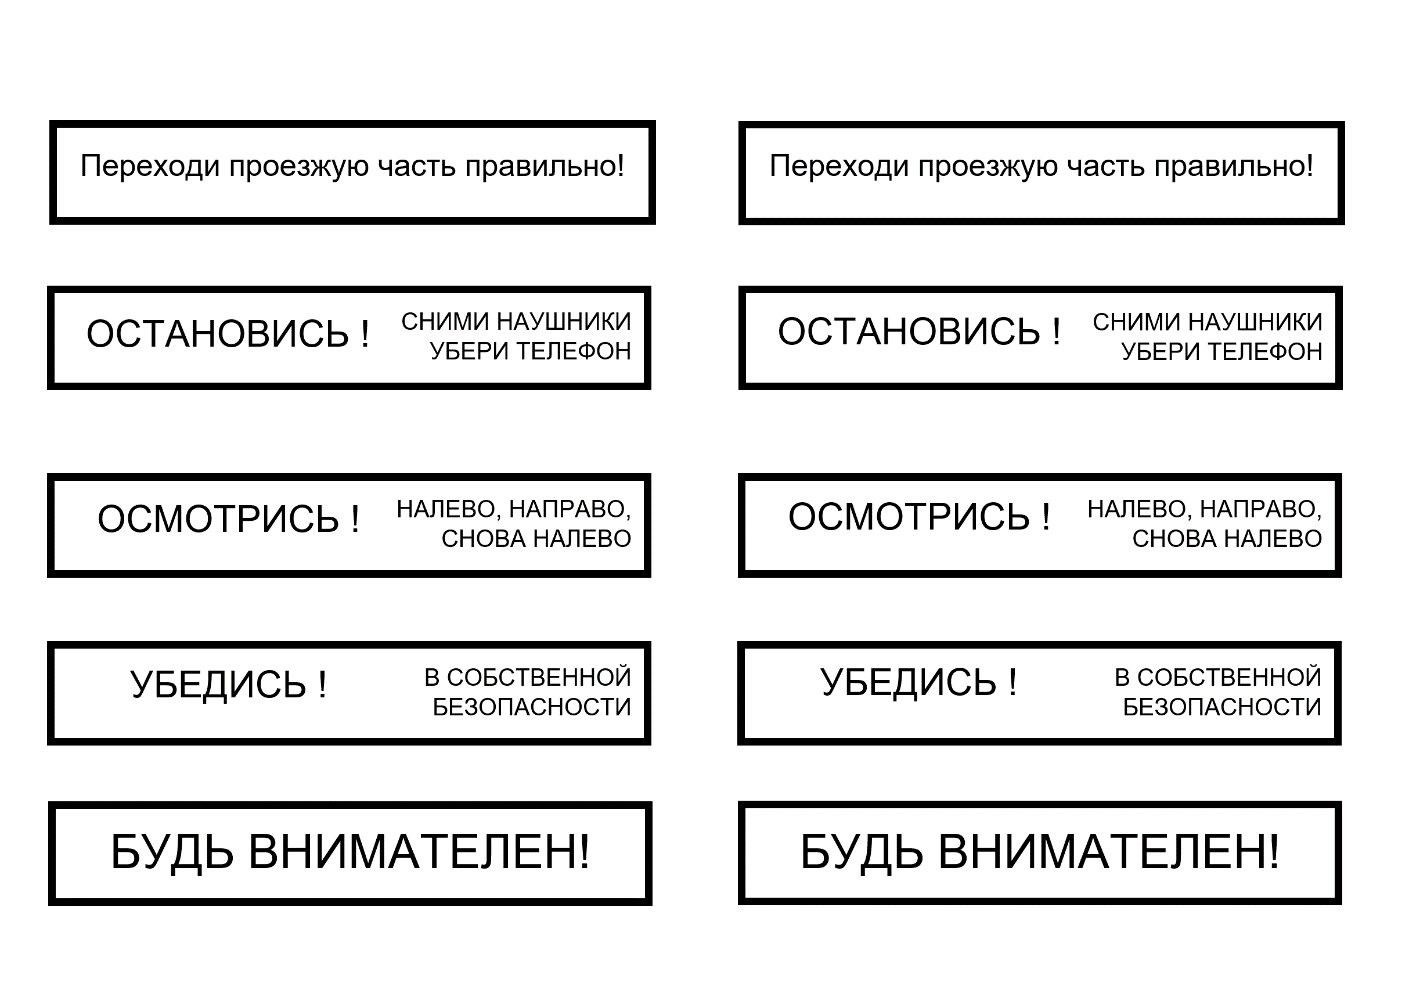 Переходи проезжую часть правильно!
ОСТАНОВИСЬ !
СНИМИ НАУШНИКИ
УБЕРИ ТЕЛЕФОН
ОСМОТРИСЬ !
НАЛЕВО, НАПРАВО,
СНОВА НАЛЕВО
УБЕДИСЬ !
В СОБСТВЕННОЙ
БЕЗОПАСНОСТИ
БУДЬ ВНИМАТЕЛЕН!
Переходи проезжую часть правильно!
ОСТАНОВИСЬ !
СНИМИ НАУШНИКИ
УБЕРИ ТЕЛЕФОН
ОСМОТРИСЬ !
НАЛЕВО, НАПРАВО,
СНОВА НАЛЕВО
УБЕДИСЬ !
В СОБСТВЕННОЙ
БЕЗОПАСНОСТИ
БУДЬ ВНИМАТЕЛЕН!